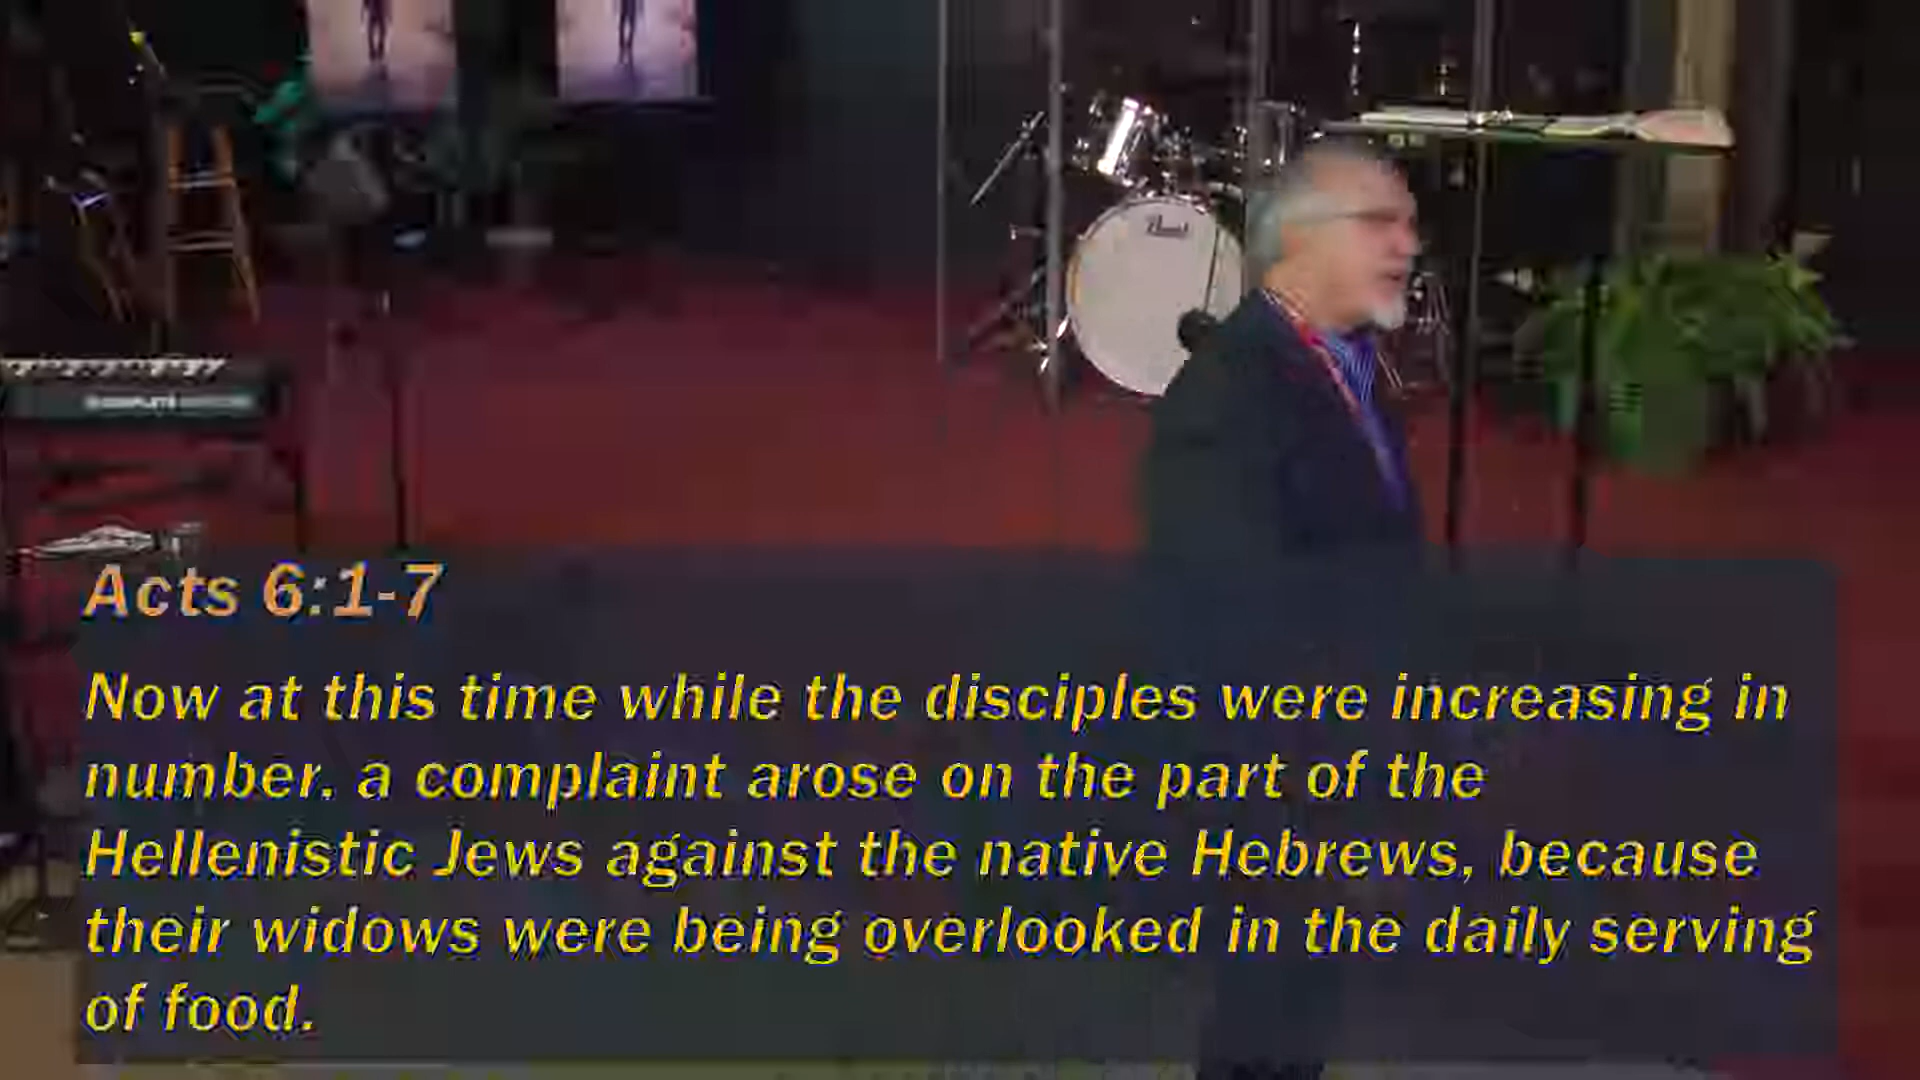 Pearl
Acts 6:1-7
Now at this time while the disciples were increasing in
number, a complaint arose on the part of the
Hellenistic Jews against the native Hebrews, because
their widows were being overlooked in the daily serving
of food.